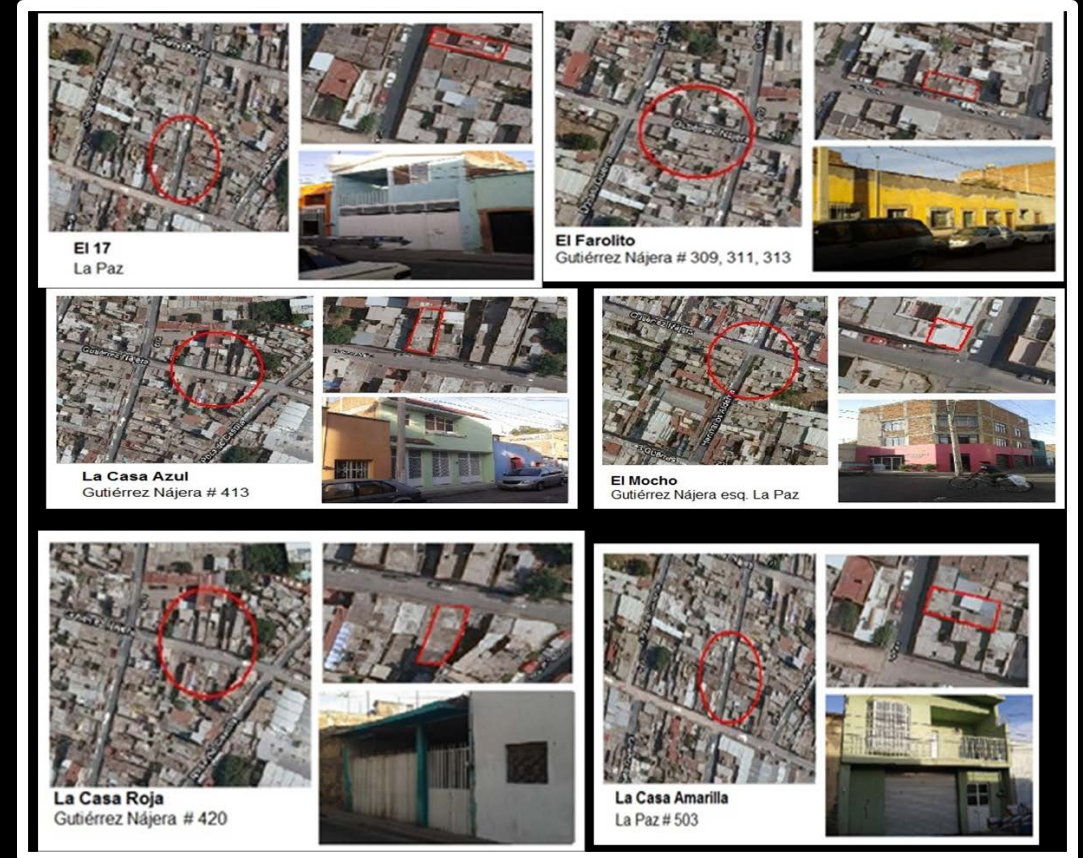 El 17
La Paz
El Farolito
Gutiérrez Nájera # 309, 311, 313
La Casa Azul
Gutiérrez Nájera # 413
El Mocho
Gutiérrez Nájera esq. La Paz
La Casa Roja
Gutiérrez Nájera # 420
La Casa Amarilla
La Paz # 503